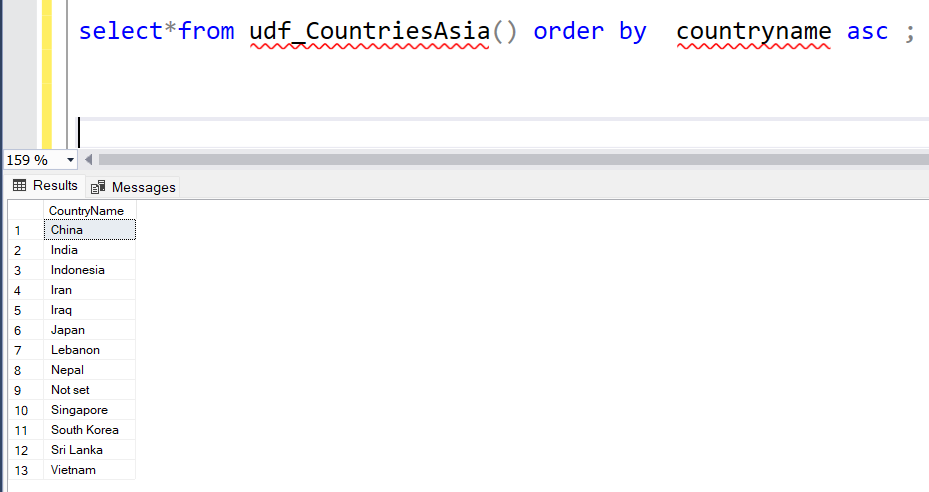 select*from udf_CountriesAsia() order by  countryname asc ;
159 %
Results Messages
CountryName
1 China
2 India
3 Indonesia
4 Iran
5 Iraq
6 Japan
7 Lebanon
8 Nepal
9 Not set
10 Singapore
11 South Korea
12 Sri Lanka
13 Vietnam